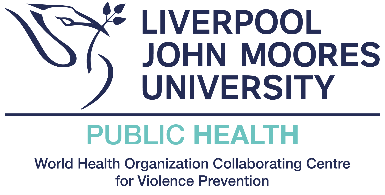 LIVERPOOL
JOHN MOORES
UNIVERSITY
PUBLIC HEALTH
World Health Organization Collaborating Centre
for Violence Prevention